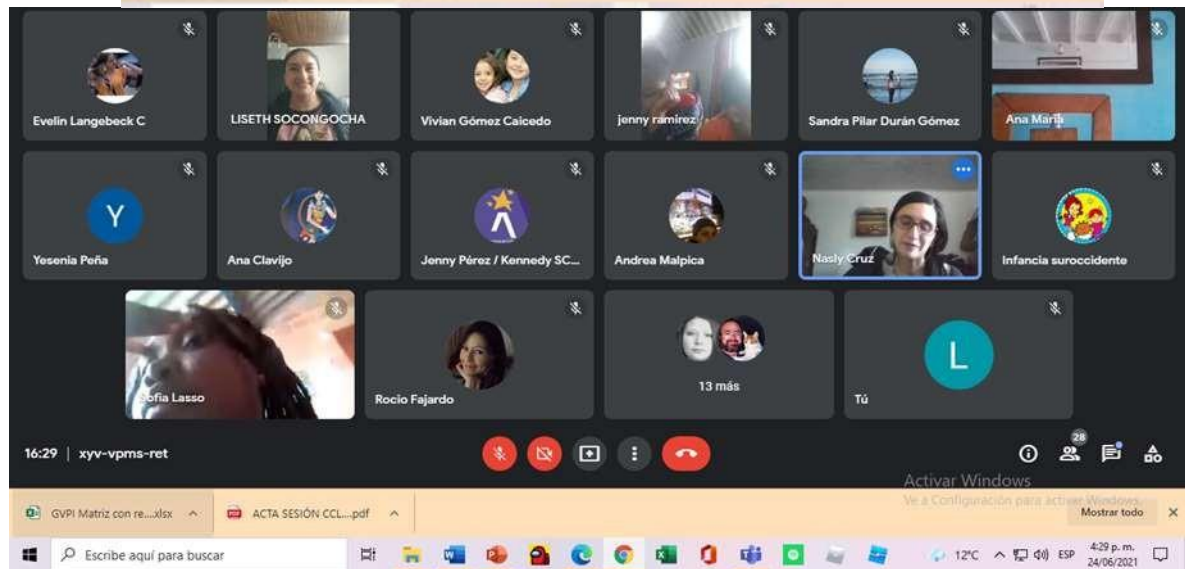 Evelin Langebeck C
LISETH SOCONGOCHA
Vivian Gómez Caicedo
jenny ramirez
Sandra Pilar Durán Gómez
Ana María
Y
Yesenia Peña
Ana Clavijo
Jenny Pérez / Kennedy SC...
Andrea Malpica
Nasly Cruz
Infancia suroccidente
Sofia Lasso
Rocio Fajardo
13 más
L
Tú
16:29 | xyv-vpms-ret
28
Activar Windows
Ve a Configuración para activar Windows.
GVPI Matriz con re....xlsx
ACTA SESIÓN CCL....pdf
Mostrar todo
Escribe aquí para buscar
12°C
ESP
4:29 p. m.
24/06/2021